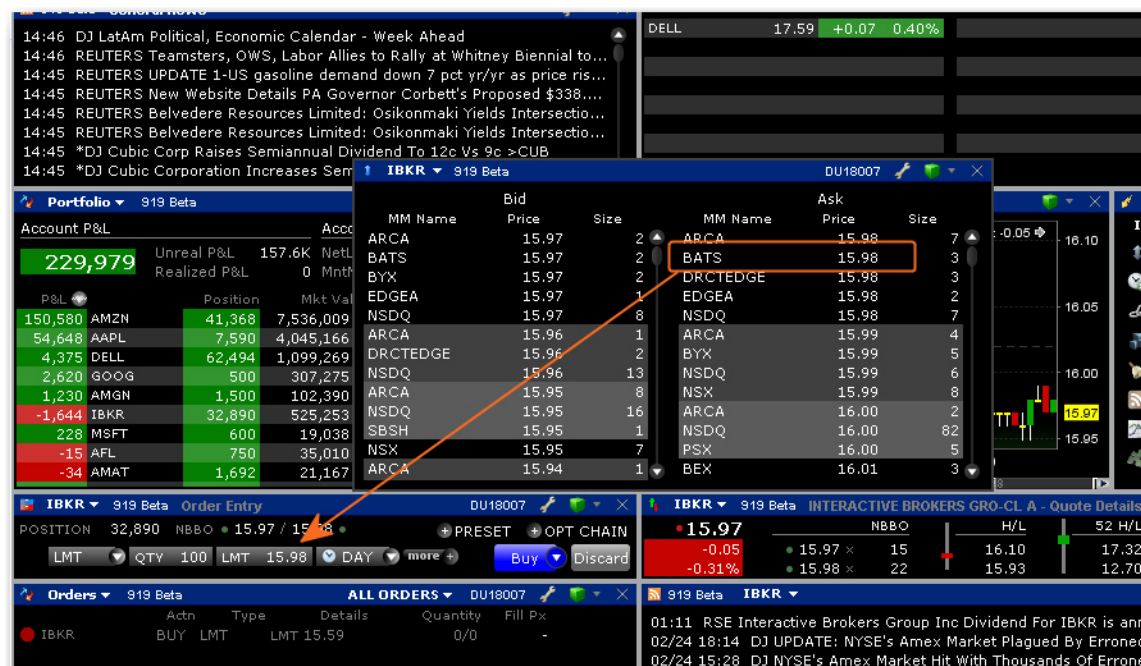 General News
14:46 DJ LatAm Political, Economic Calendar - Week Ahead
14:46 REUTERS Teamsters, OWS, Labor Allies to Rally at Whitney Biennial to...
14:45 REUTERS UPDATE 1-US gasoline demand down 7 pct yr/yr as price ris...
14:45 REUTERS New Website Details PA Governor Corbett's Proposed $338....
14:45 REUTERS Belvedere Resources Limited: Osikonmaki Yields Intersectio...
14:45 REUTERS Belvedere Resources Limited: Osikonmaki Yields Intersectio...
14:45 *DJ Cubic Corp Raises Semiannual Dividend To 12c Vs 9c >CUB
14:45 *DJ Cubic Corporation Increases Sem
DELL 17.59 +0.07 0.40%
IBKR 919 Beta DU18007
Bid Ask
MM Name Price Size MM Name Price Size
ARCA 15.97 2 ARCA 15.98 7
BATS 15.97 2 BATS 15.98 3
BYX 15.97 2 DRCTEDGE 15.98 3
EDGEA 15.97 1 EDGEA 15.98 2
NSDQ 15.97 8 NSDQ 15.98 7
ARCA 15.96 1 ARCA 15.99 4
DRCTEDGE 15.96 2 BYX 15.99 5
NSDQ 15.96 13 NSDQ 15.99 6
ARCA 15.95 8 NSX 15.99 8
NSDQ 15.95 16 ARCA 16.00 2
SBSH 15.95 1 NSDQ 16.00 82
NSX 15.95 7 PSX 16.00 5
ARCA 15.94 1 BEX 16.01 3
Portfolio 919 Beta
Account P&L Acco
229,979 Unreal P&L 157.6K NetL
Realized P&L 0 MntM
P&L Position Mkt Val
150,580 AMZN 41,368 7,536,009
54,648 AAPL 7,590 4,045,166
4,375 DELL 62,494 1,099,269
2,620 GOOG 500 307,275
1,230 AMGN 1,500 102,390
-1,644 IBKR 32,890 525,253
228 MSFT 600 19,038
-15 AFL 750 35,010
-34 AMAT 1,692 21,167
-0.05
16.10
16.05
16.00
15.97
15.95
IBKR 919 Beta Order Entry DU18007
POSITION 32,890 NBBO 15.97 / 15.98 PRESET OPT CHAIN
LMT QTY 100 LMT 15.98 DAY more Buy Discard
IBKR 919 Beta INTERACTIVE BROKERS GRO-CL A - Quote Details
15.97 NBBO H/L 52 H/L
-0.05 15.97 × 15 16.10 17.32
-0.31% 15.98 × 22 15.93 12.70
Orders 919 Beta ALL ORDERS DU18007
Actn Type Details Quantity Fill Px
IBKR BUY LMT LMT 15.59 0/0 -
919 Beta IBKR
01:11 RSE Interactive Brokers Group Inc Dividend For IBKR is ann
02/24 18:14 DJ UPDATE: NYSE's Amex Market Plagued By Erroneo
02/24 15:28 DJ NYSE's Amex Market Hit With Thousands Of Errone